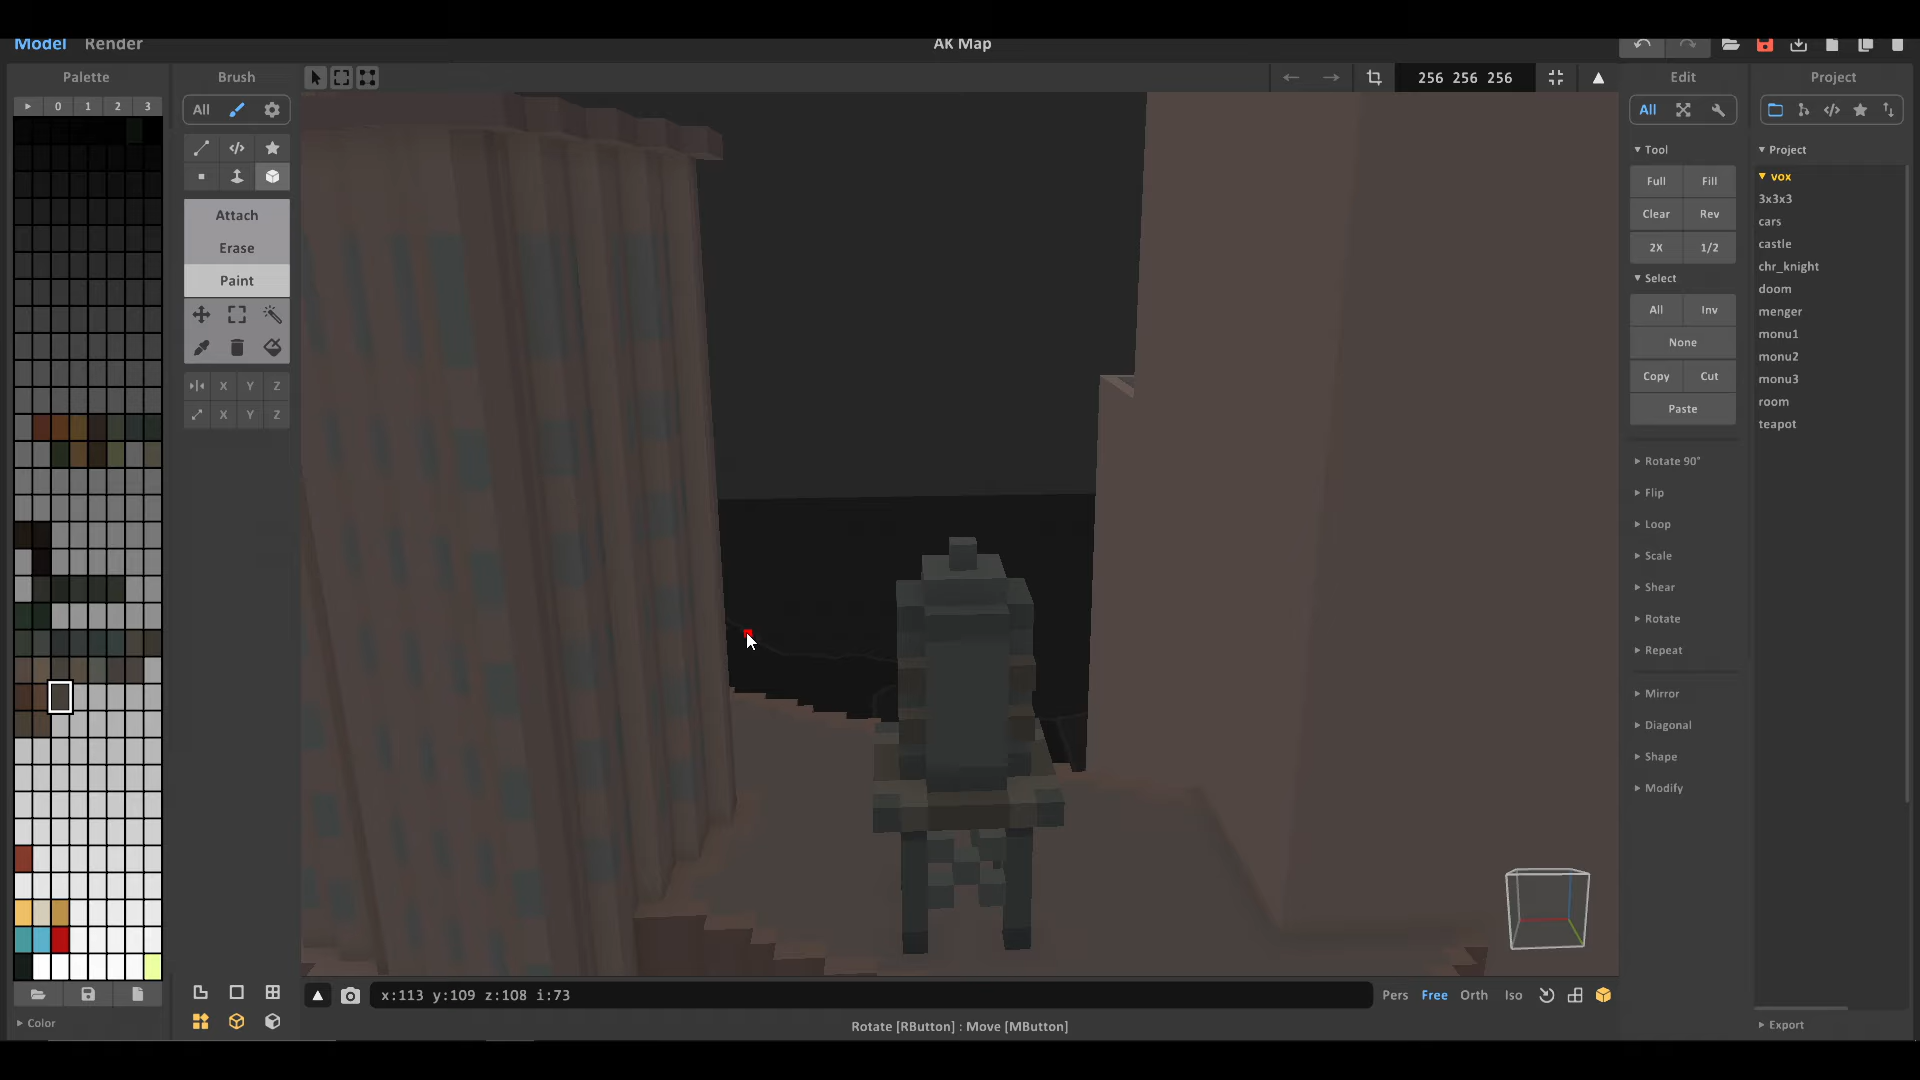 Model Render
AK Map
Palette
Brush
256 256 256
Edit
Project
0 1 2 3
All
All
Project
Tool
vox
Full Fill
3x3x3
Attach
Clear Rev
cars
Erase
2X 1/2
castle
Paint
Select
chr_knight
doom
All Inv
menger
None
monu1
monu2
Copy Cut
monu3
X Y Z
room
Paste
X Y Z
teapot
Rotate 90°
Flip
Loop
Scale
Shear
Rotate
Repeat
Mirror
Diagonal
Shape
Modify
x:113 y:109 z:108 i:73
Pers Free Orth Iso
Color
Rotate [RButton] : Move [MButton]
Export